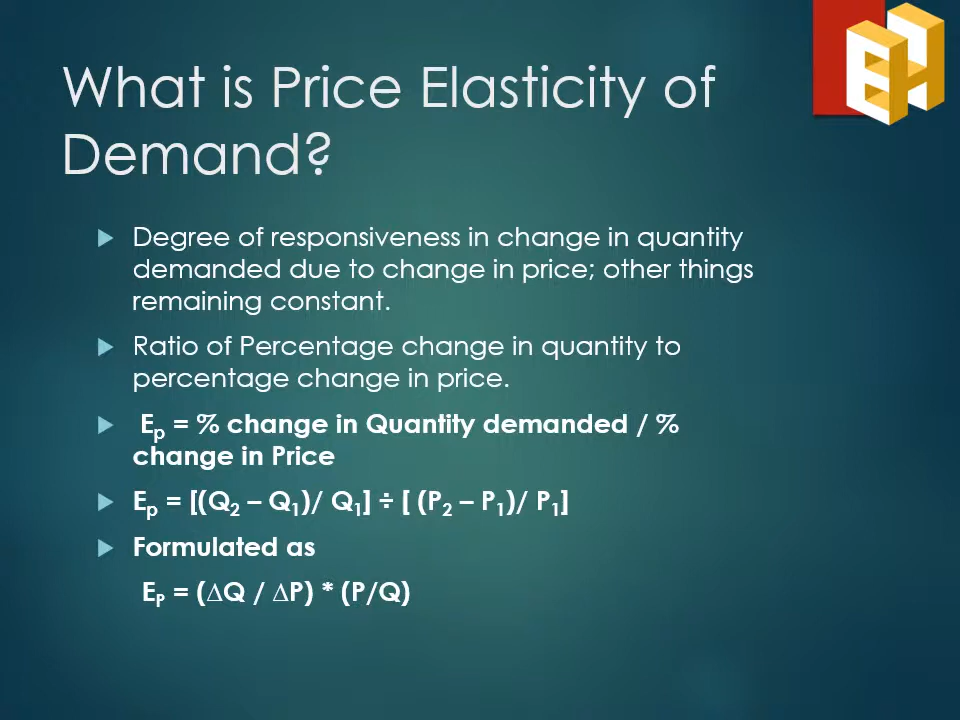 What is Price Elasticity of
Demand?
Degree of responsiveness in change in quantity
demanded due to change in price; other things
remaining constant.
Ratio of Percentage change in quantity to
percentage change in price.
Eₚ = % change in Quantity demanded / %
change in Price
Eₚ = [(Q₂ – Q₁)/ Q₁] ÷ [ (P₂ – P₁)/ P₁]
Formulated as
Eₚ = (∆Q / ∆P) * (P/Q)
EH